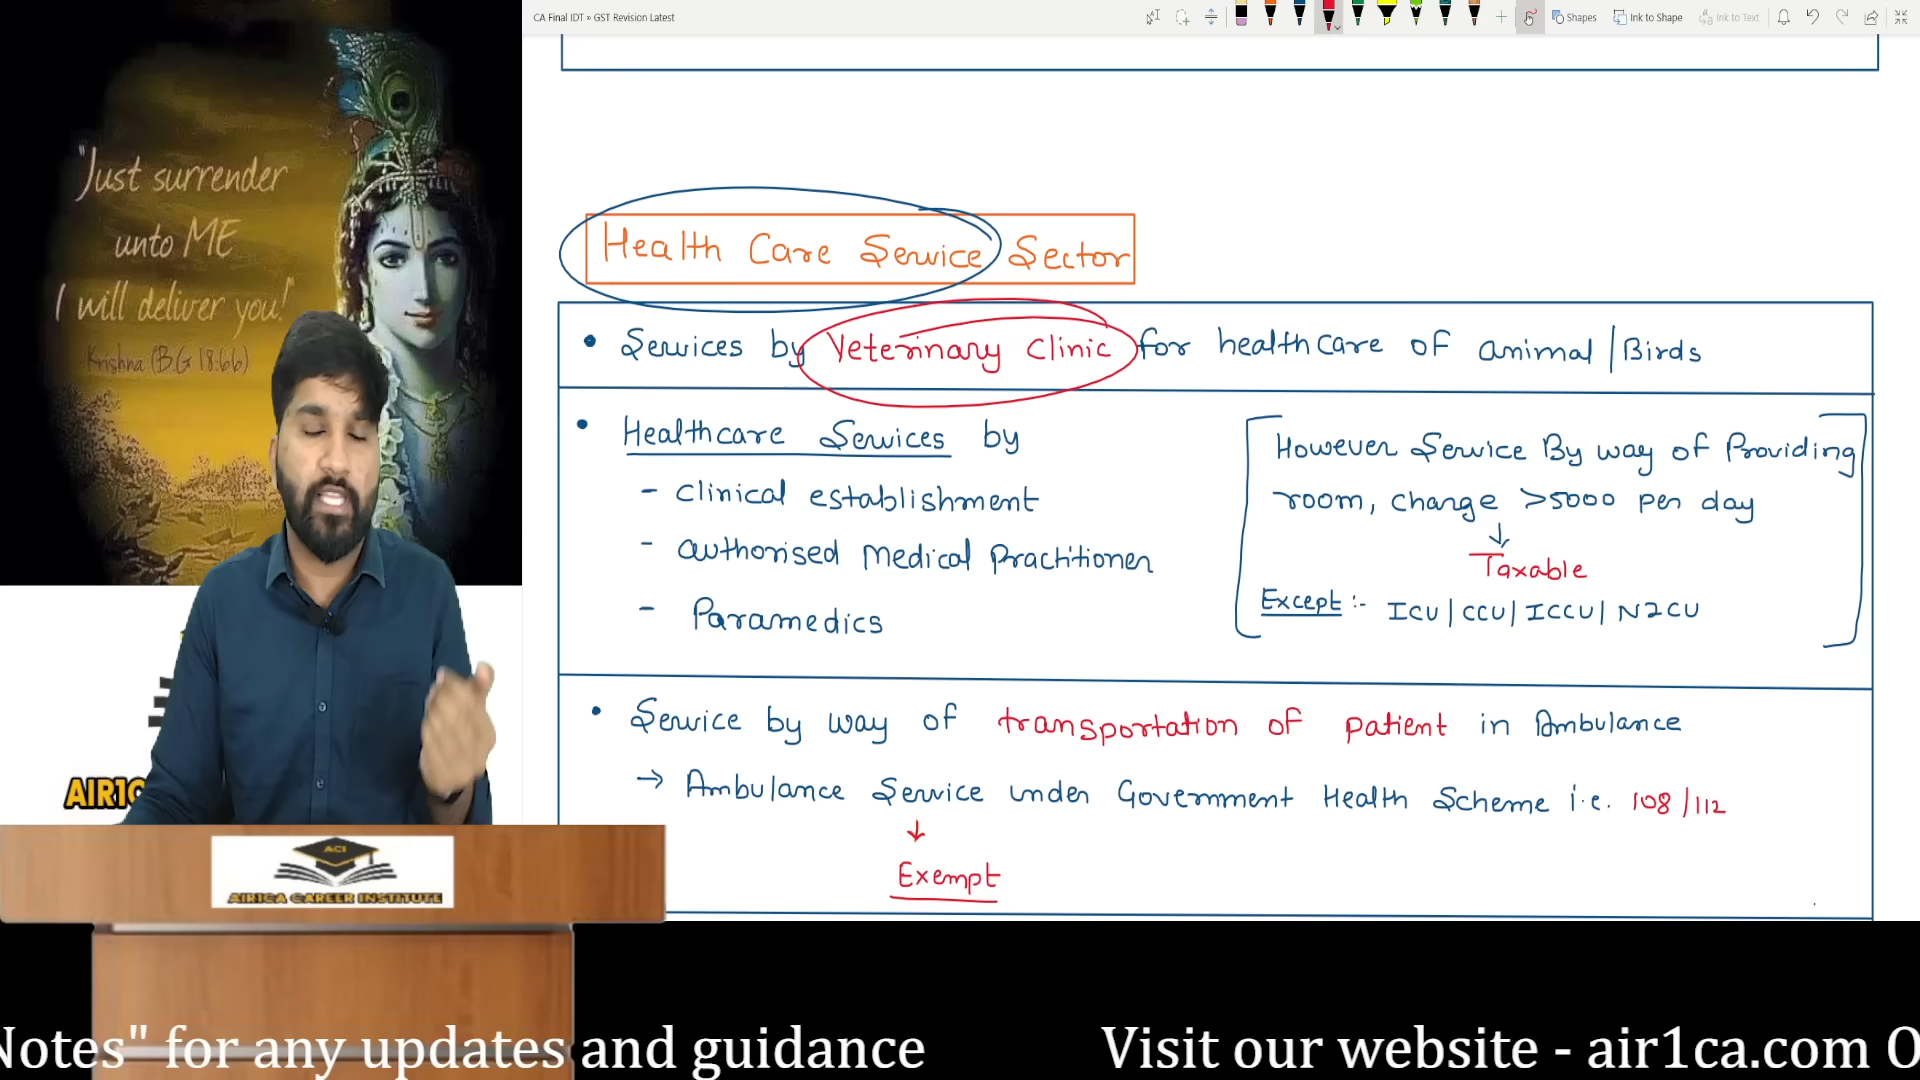 CA Final IDT » GST Revision Latest
Shapes
Ink to Shape
Ink to Text
"Just surrender
unto ME
I will deliver you!"
- Krishna (B.G 18:66)
Health Care Service Sector
• Services by Veterinary Clinic for healthcare of animal/Birds
• Healthcare Services by
- Clinical establishment
- authorised Medical Practitioner
- Paramedics
However Service By way of Providing
room, charge >5000 per day
↓
Taxable
Except :- ICU/CCU/ICCU/NICU
• Service by way of transportation of patient in Ambulance
→ Ambulance Service under Government Health Scheme i.e. 108/112
↓
Exempt
AIR1C
ACI
AIR1CA CAREER INSTITUTE
Notes" for any updates and guidance
Visit our website - air1ca.com O